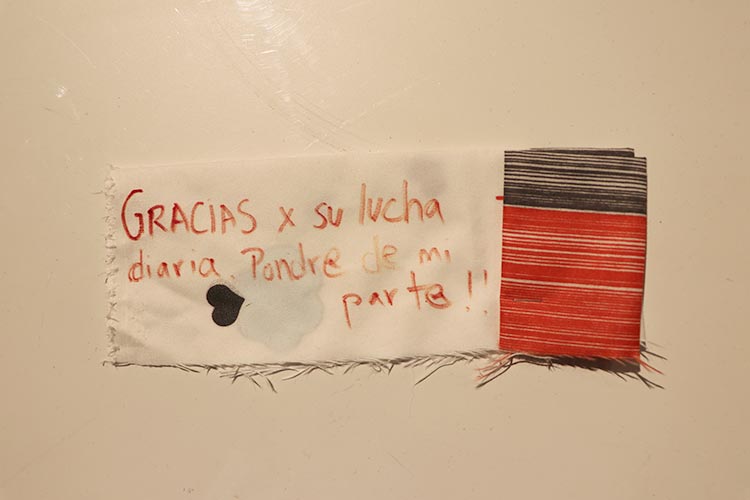 GRACIAS x su lucha
diaria. Pondre de mi
parte!!